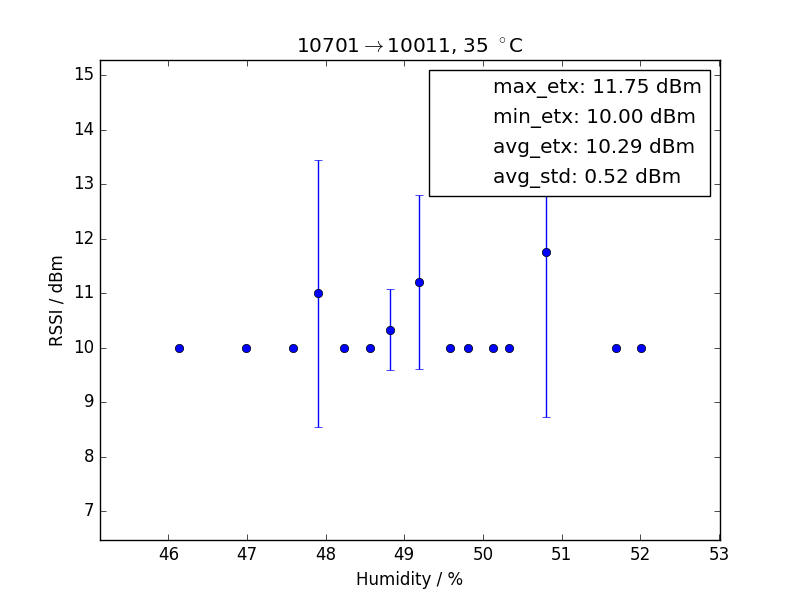 10701→10011, 35 °C
max_etx: 11.75 dBm
min_etx: 10.00 dBm
avg_etx: 10.29 dBm
avg_std: 0.52 dBm
RSSI / dBm
15
14
13
12
11
10
9
8
7
46 47 48 49 50 51 52 53
Humidity / %